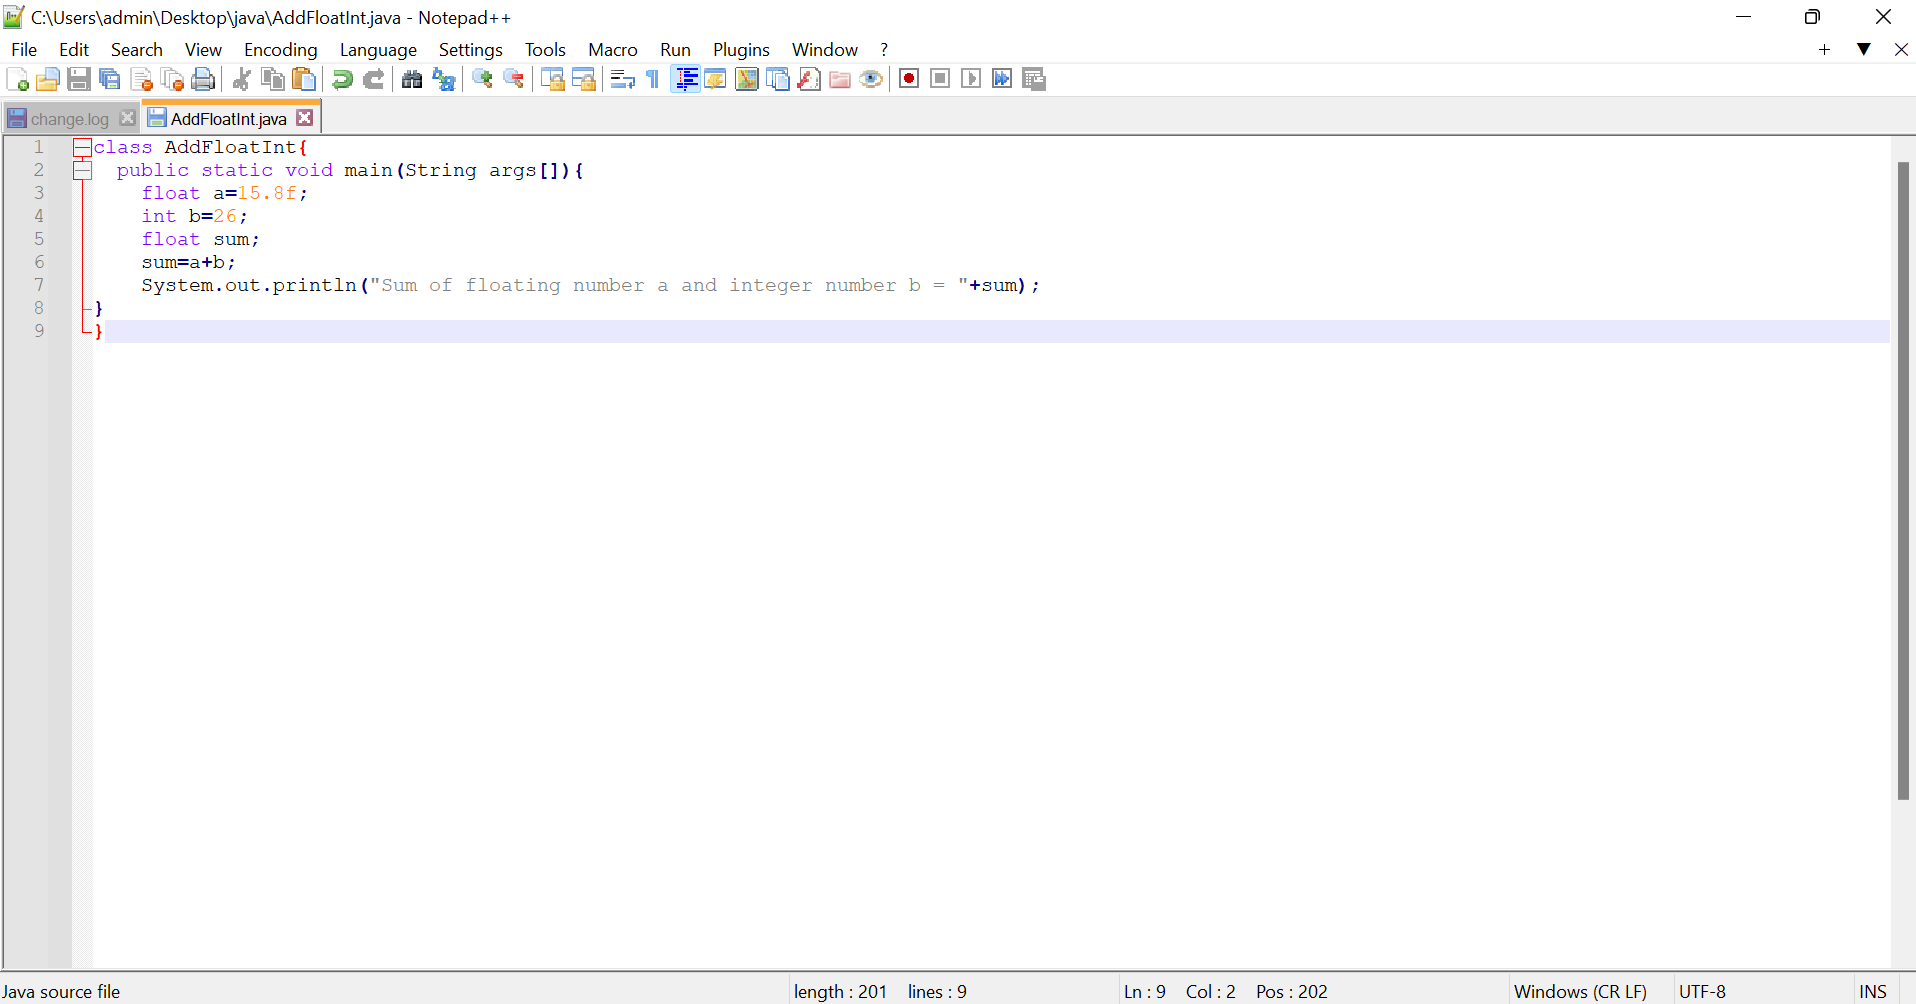 C:\Users\admin\Desktop\java\AddFloatInt.java - Notepad++
File Edit Search View Encoding Language Settings Tools Macro Run Plugins Window ?
change.log AddFloatInt.java
1 class AddFloatInt{
2 public static void main(String args[]){
3 float a=15.8f;
4 int b=26;
5 float sum;
6 sum=a+b;
7 System.out.println("Sum of floating number a and integer number b = "+sum);
8 }
9 }
Java source file length : 201 lines : 9 Ln : 9 Col : 2 Pos : 202 Windows (CR LF) UTF-8 INS